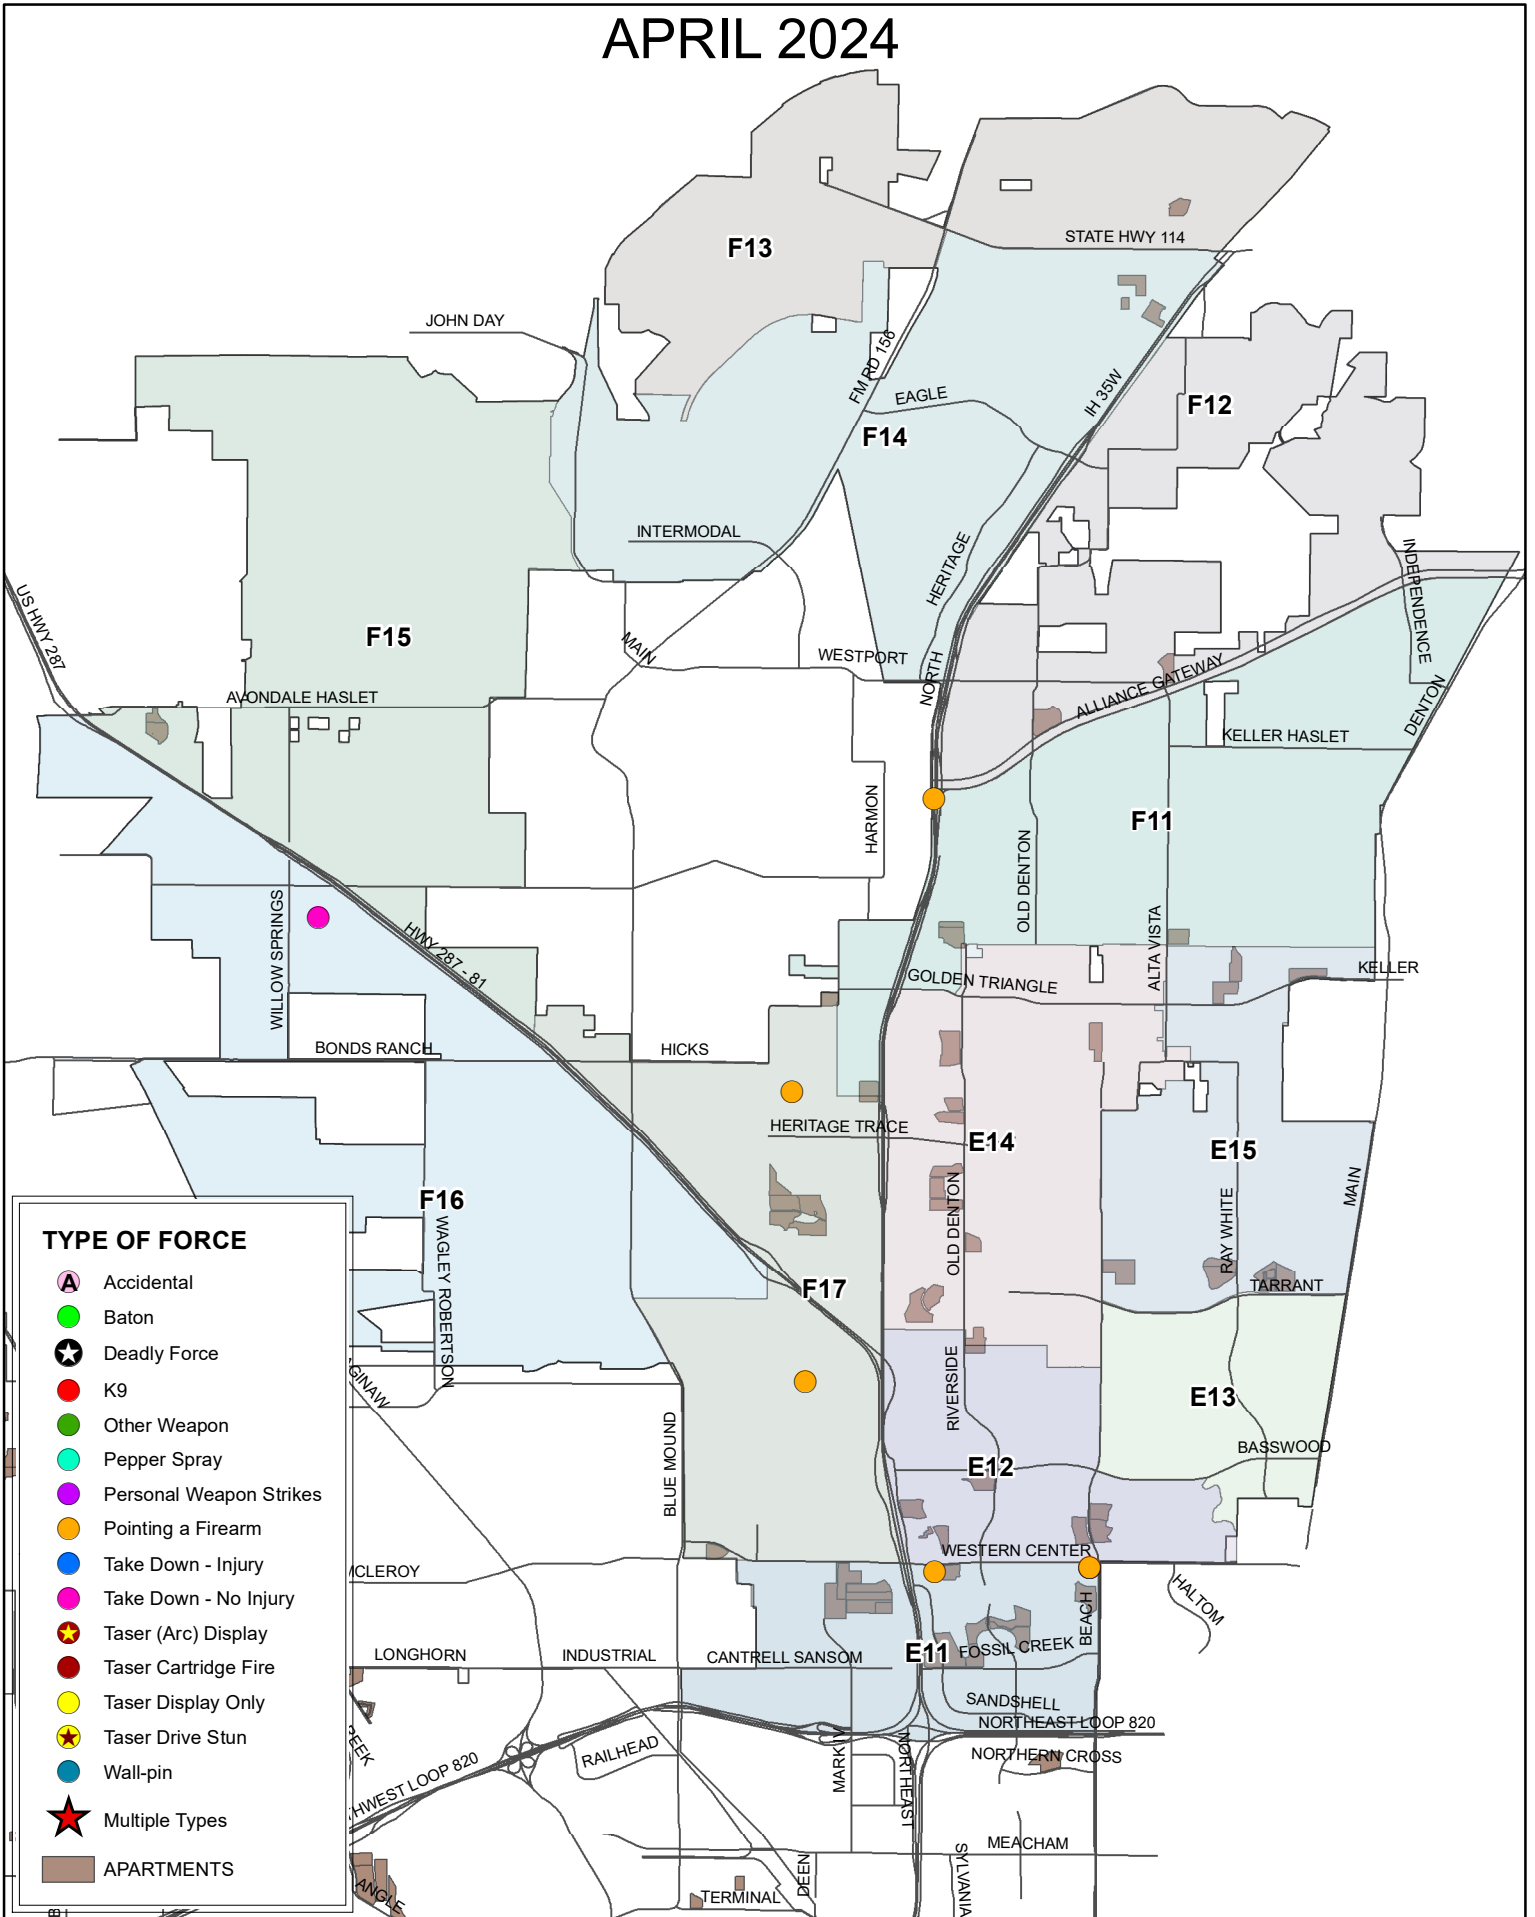 APRIL 2024
F13
STATE HWY 114
JOHN DAY
FM RD 156
IH 35W
EAGLE
F12
F14
INTERMODAL
HERITAGE
INDEPENDENCE
US HWY 287
F15
MAIN
WESTPORT
NORTH
AVONDALE HASLET
ALLIANCE GATEWAY
DENTON
KELLER HASLET
HARMON
F11
OLD DENTON
WILLOW SPRINGS
ALTA VISTA
HWY 287 - 81
GOLDEN TRIANGLE
KELLER
BONDS RANCH
HICKS
HERITAGE TRACE
E14
E15
F16
WAGLEY ROBERTSON
OLD DENTON
RAY WHITE
MAIN
F17
TARRANT
RIVERSIDE
E13
GINAW
BLUE MOUND
BASSWOOD
E12
WESTERN CENTER
MCLEROY
HALTOM
BEACH
LONGHORN
INDUSTRIAL
CANTRELL SANSOM
E11
FOSSIL CREEK
SANDSHELL
NORTHEAST LOOP 820
REEK
HWEST LOOP 820
RAILHEAD
MARK IV
NORTHEAST
NORTHERN CROSS
MEACHAM
DEEN
SYLVANIA
ANGLE
TERMINAL
B
TYPE OF FORCE
A Accidental
Baton
Deadly Force
K9
Other Weapon
Pepper Spray
Personal Weapon Strikes
Pointing a Firearm
Take Down - Injury
Take Down - No Injury
Taser (Arc) Display
Taser Cartridge Fire
Taser Display Only
Taser Drive Stun
Wall-pin
Multiple Types
APARTMENTS